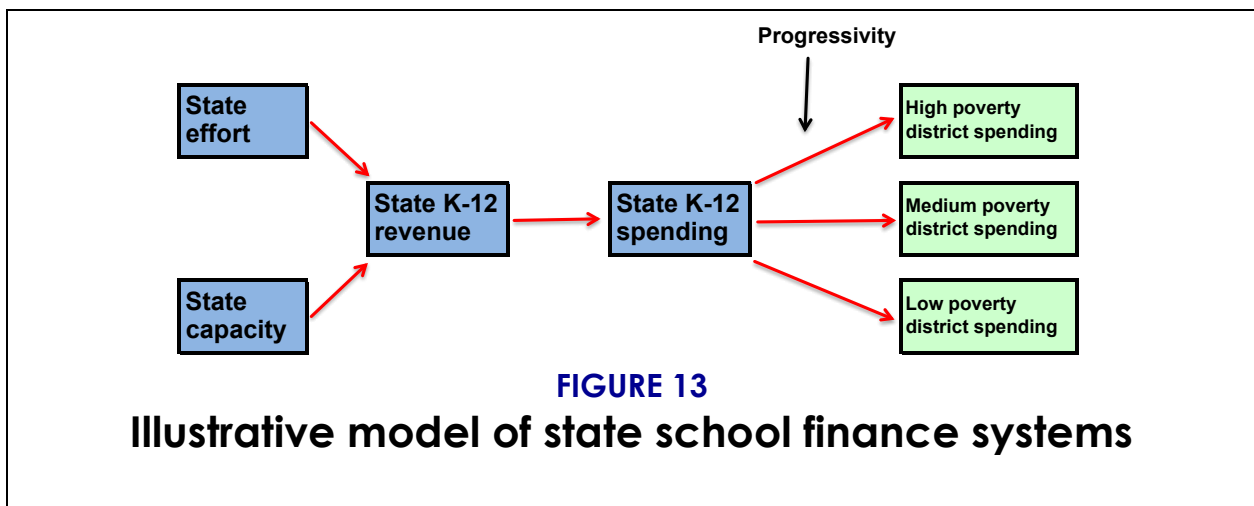 Progressivity
State
effort
High poverty
district spending
State K-12
revenue
State K-12
spending
Medium poverty
district spending
State
capacity
Low poverty
district spending
FIGURE 13
Illustrative model of state school finance systems